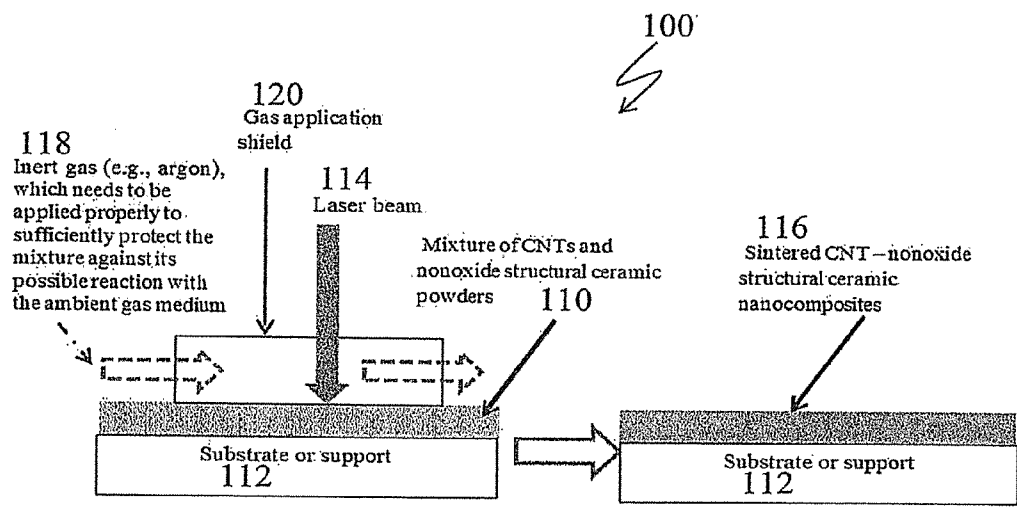 100
120
Gas application
shield
118
Inert gas (e.g., argon),
which needs to be
applied properly to
sufficiently protect the
mixture against its
possible reaction with
the ambient gas medium
114
Laser beam
Mixture of CNTs and
nonoxide structural ceramic
powders 110
116
Sintered CNT–nonoxide
structural ceramic
nanocomposites
Substrate or support
112
Substrate or support
112